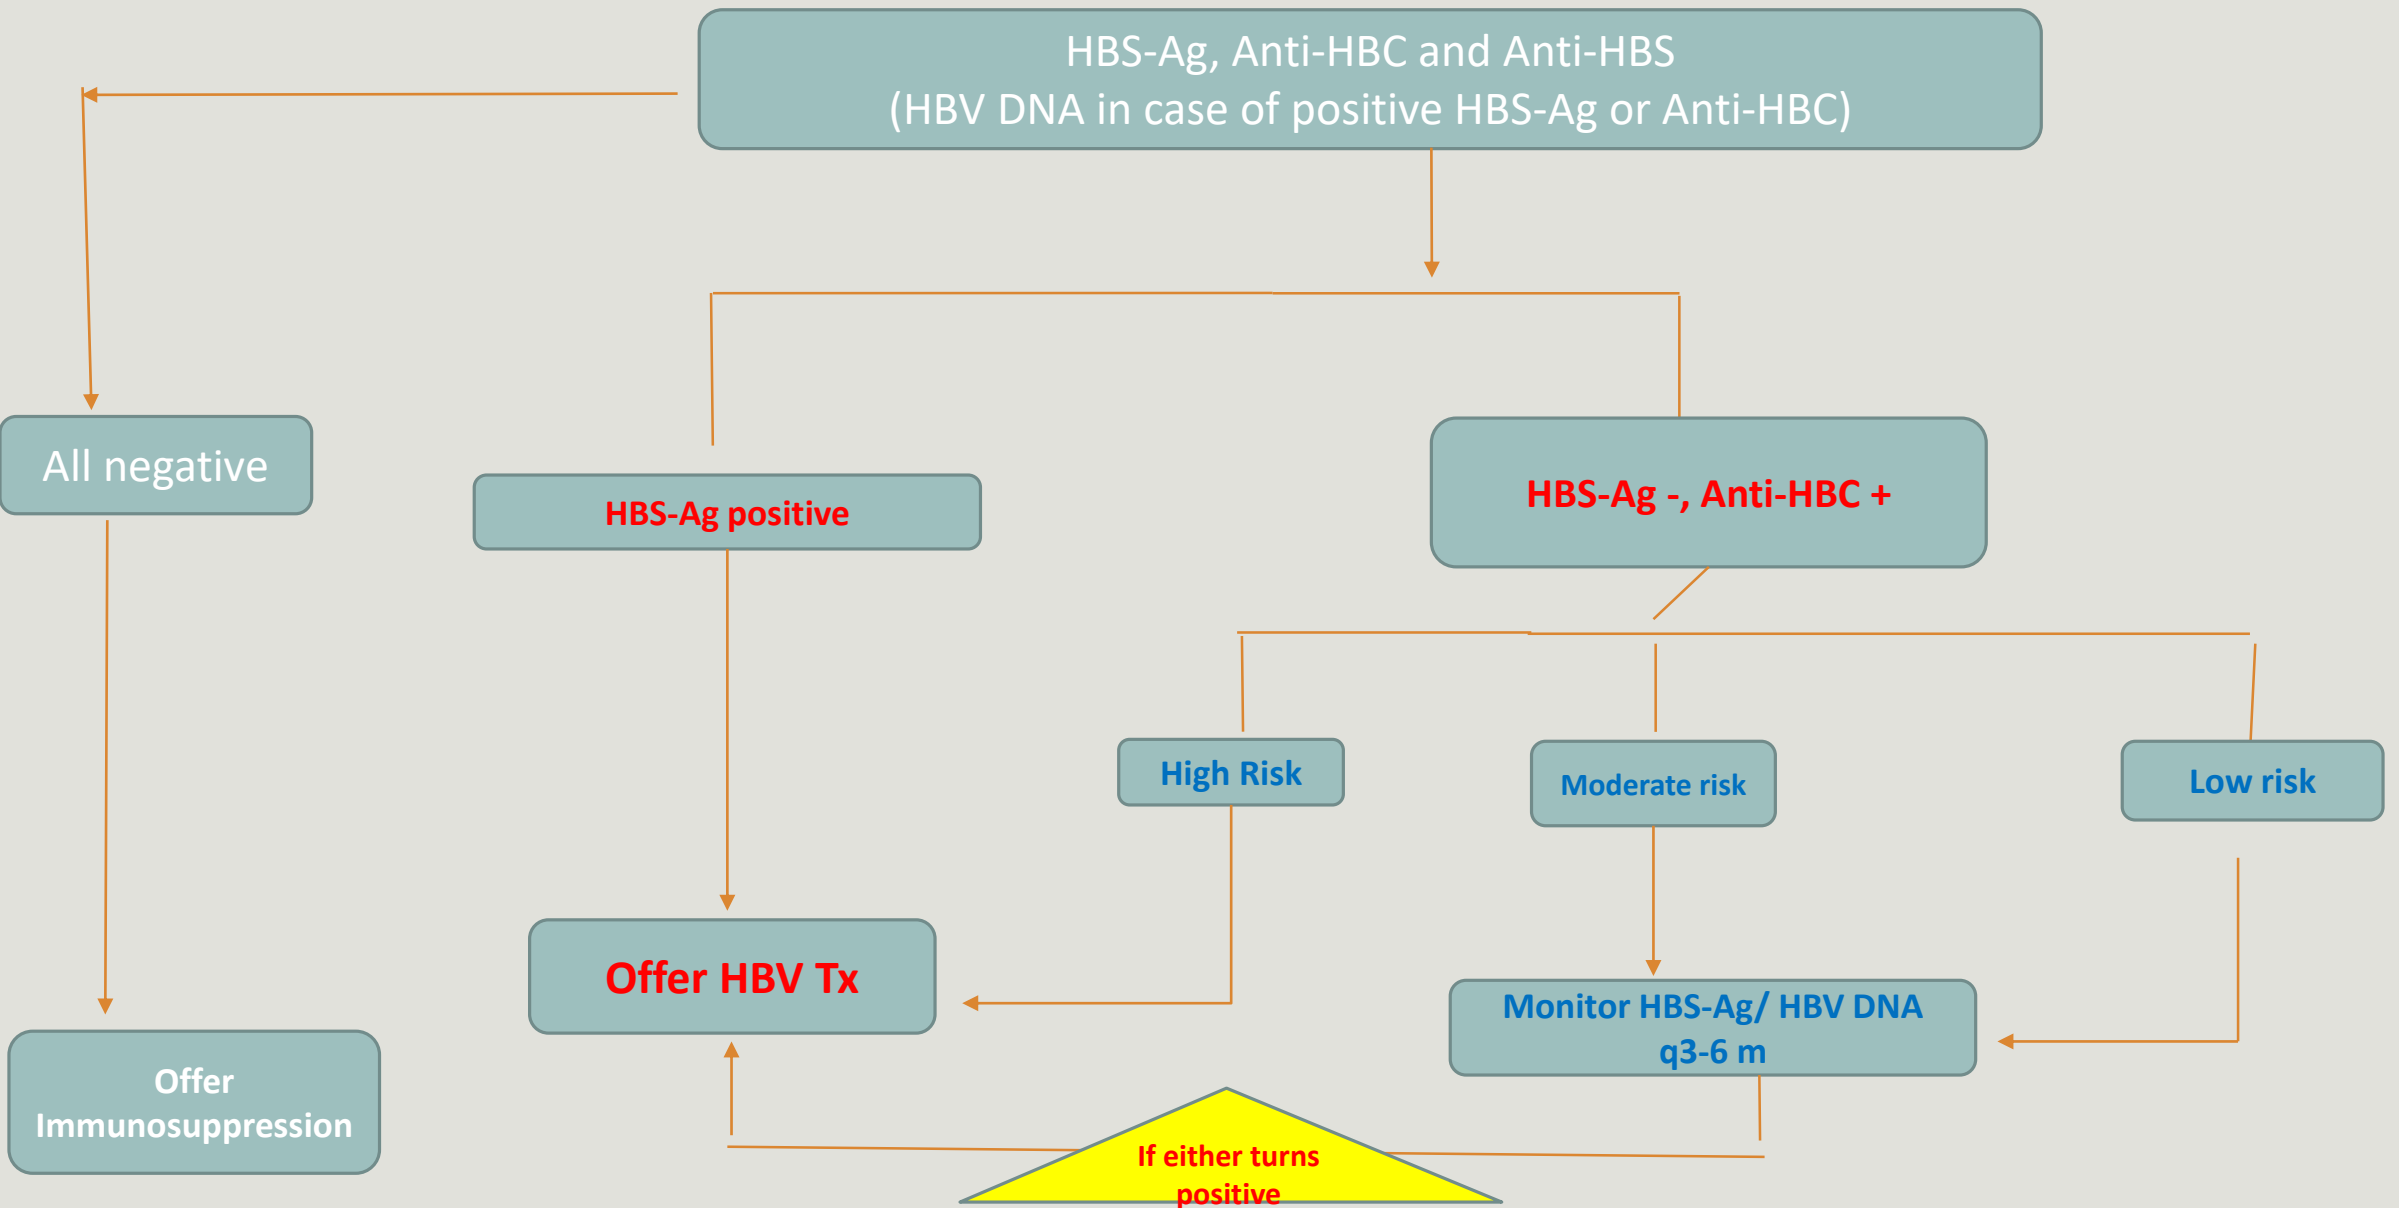 HBS-Ag, Anti-HBC and Anti-HBS
(HBV DNA in case of positive HBS-Ag or Anti-HBC)
All negative
HBS-Ag positive
HBS-Ag -, Anti-HBC +
High Risk
Moderate risk
Low risk
Offer HBV Tx
Monitor HBS-Ag/ HBV DNA
q3-6 m
Offer
Immunosuppression
If either turns
positive